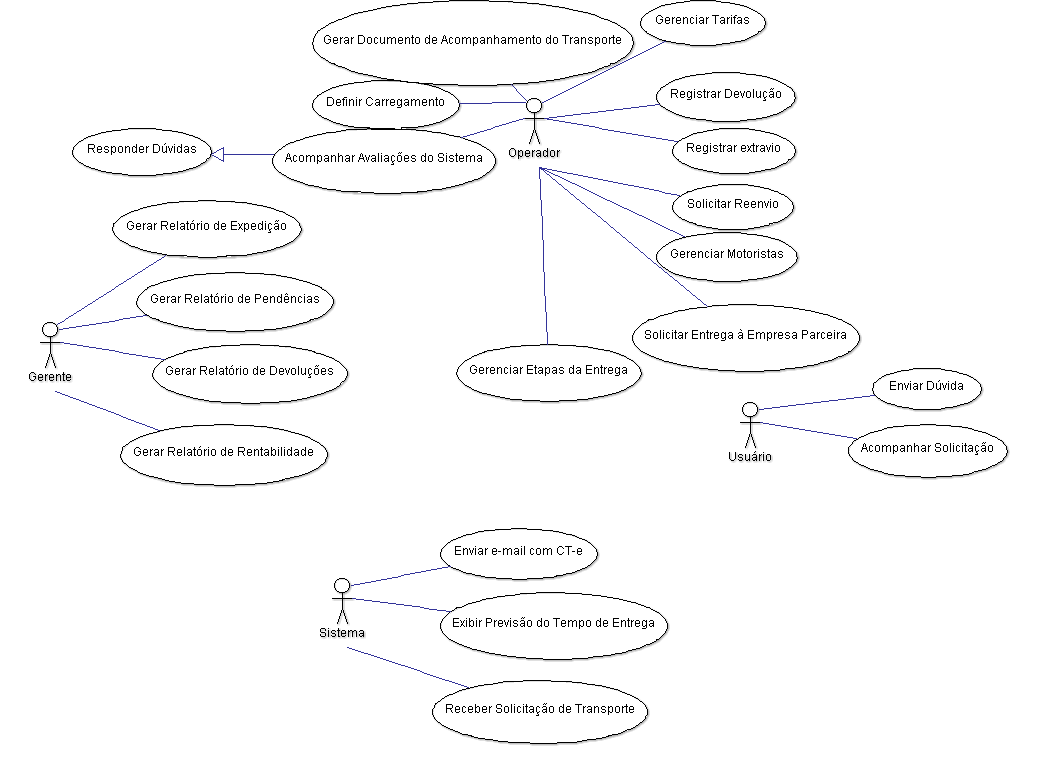 Gerenciar Tarifas
Gerar Documento de Acompanhamento do Transporte
Definir Carregamento
Registrar Devolução
Responder Dúvidas
Acompanhar Avaliações do Sistema
Operador
Registrar extravio
Solicitar Reenvio
Gerar Relatório de Expedição
Gerenciar Motoristas
Gerar Relatório de Pendências
Solicitar Entrega à Empresa Parceira
Gerente
Gerar Relatório de Devoluções
Gerenciar Etapas da Entrega
Enviar Dúvida
Gerar Relatório de Rentabilidade
Usuário
Acompanhar Solicitação
Enviar e-mail com CT-e
Sistema
Exibir Previsão do Tempo de Entrega
Receber Solicitação de Transporte